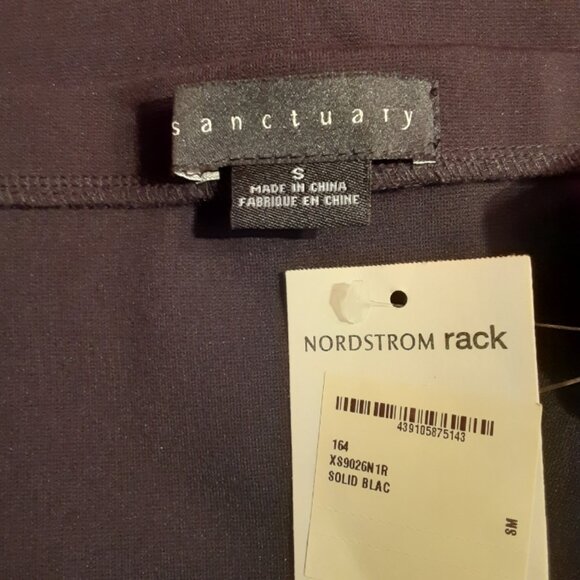 sanctuary
S
MADE IN CHINA
FABRIQUE EN CHINE
NORDSTROM rack
439105875143
164
XS9026N1R
SOLID BLAC
SM